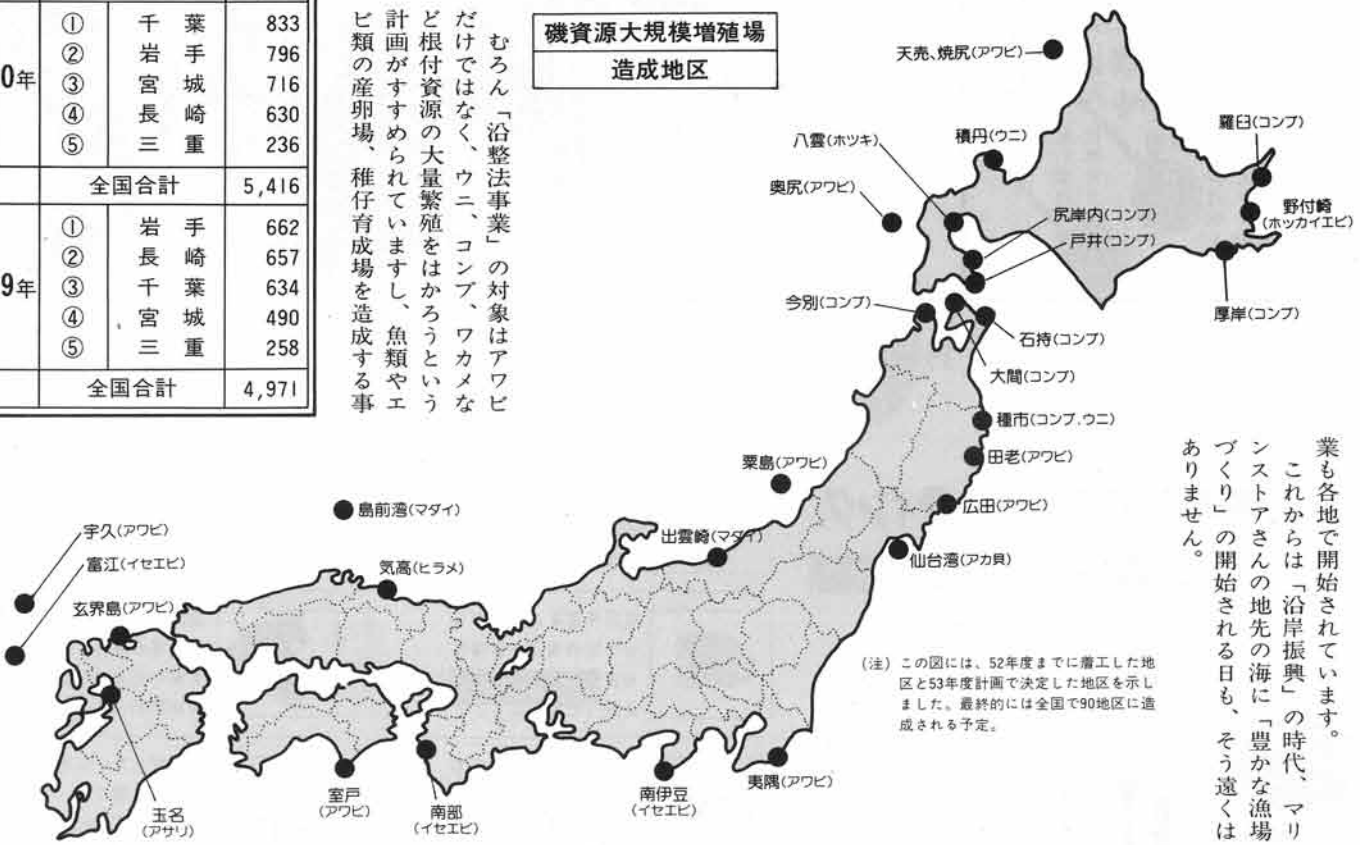 ① 千葉 833
0年 ② 岩手 796
③ 宮城 716
④ 長崎 630
⑤ 三重 236
全国合計 5,416
① 岩手 662
② 長崎 657
9年 ③ 千葉 634
④ 宮城 490
⑤ 三重 258
全国合計 4,971
むろん「沿整法事業」の対象はアワビ
だけではなく、ウニ、コンブ、ワカメな
ど根付資源の大量繁殖をはかろうという
計画がすすめられていますし、魚類やエ
ビ類の産卵場、稚仔育成場を造成する事
業も各地で開始されています。
これからは「沿岸振興」の時代、マリ
ンストアさんの地先の海に「豊かな漁場
づくり」の開始される日も、そう遠くは
ありません。
磯資源大規模増殖場
造成地区
天売、焼尻(アワビ)
八雲(ホツキ)
積丹(ウニ)
羅臼(コンブ)
奥尻(アワビ)
尻岸内(コンブ)
戸井(コンブ)
野付崎
(ホッカイエビ)
今別(コンブ)
厚岸(コンブ)
石持(コンブ)
大間(コンブ)
種市(コンブ、ウニ)
粟島(アワビ)
田老(アワビ)
島前湾(マダイ)
広田(アワビ)
宇久(アワビ)
出雲崎(マダイ)
仙台湾(アカ貝)
富江(イセエビ)
気高(ヒラメ)
玄界島(アワビ)
(注) この図には、52年度までに着工した地
区と53年度計画で決定した地区を示し
ました。最終的には全国で90地区に造
成される予定。
玉名
(アサリ)
室戸
(アワビ)
南部
(イセエビ)
南伊豆
(イセエビ)
夷隅(アワビ)